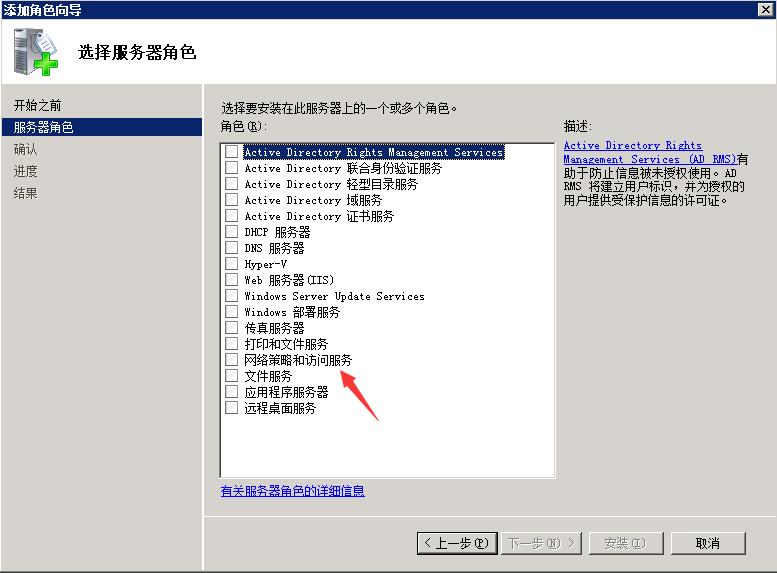 添加角色向导
选择服务器角色
开始之前
服务器角色
确认
进度
结果
选择要安装在此服务器上的一个或多个角色。
角色(R):
Active Directory Rights Management Services
Active Directory 联合身份验证服务
Active Directory 轻型目录服务
Active Directory 域服务
Active Directory 证书服务
DHCP 服务器
DNS 服务器
Hyper-V
Web 服务器(IIS)
Windows Server Update Services
Windows 部署服务
传真服务器
打印和文件服务
网络策略和访问服务
文件服务
应用程序服务器
远程桌面服务
有关服务器角色的详细信息
描述:
Active Directory Rights
Management Services (AD RMS)有
助于防止信息被未授权使用。AD
RMS 将建立用户标识，并为授权的
用户提供受保护信息的许可证。
< 上一步(P)
下一步(N) >
安装(I)
取消